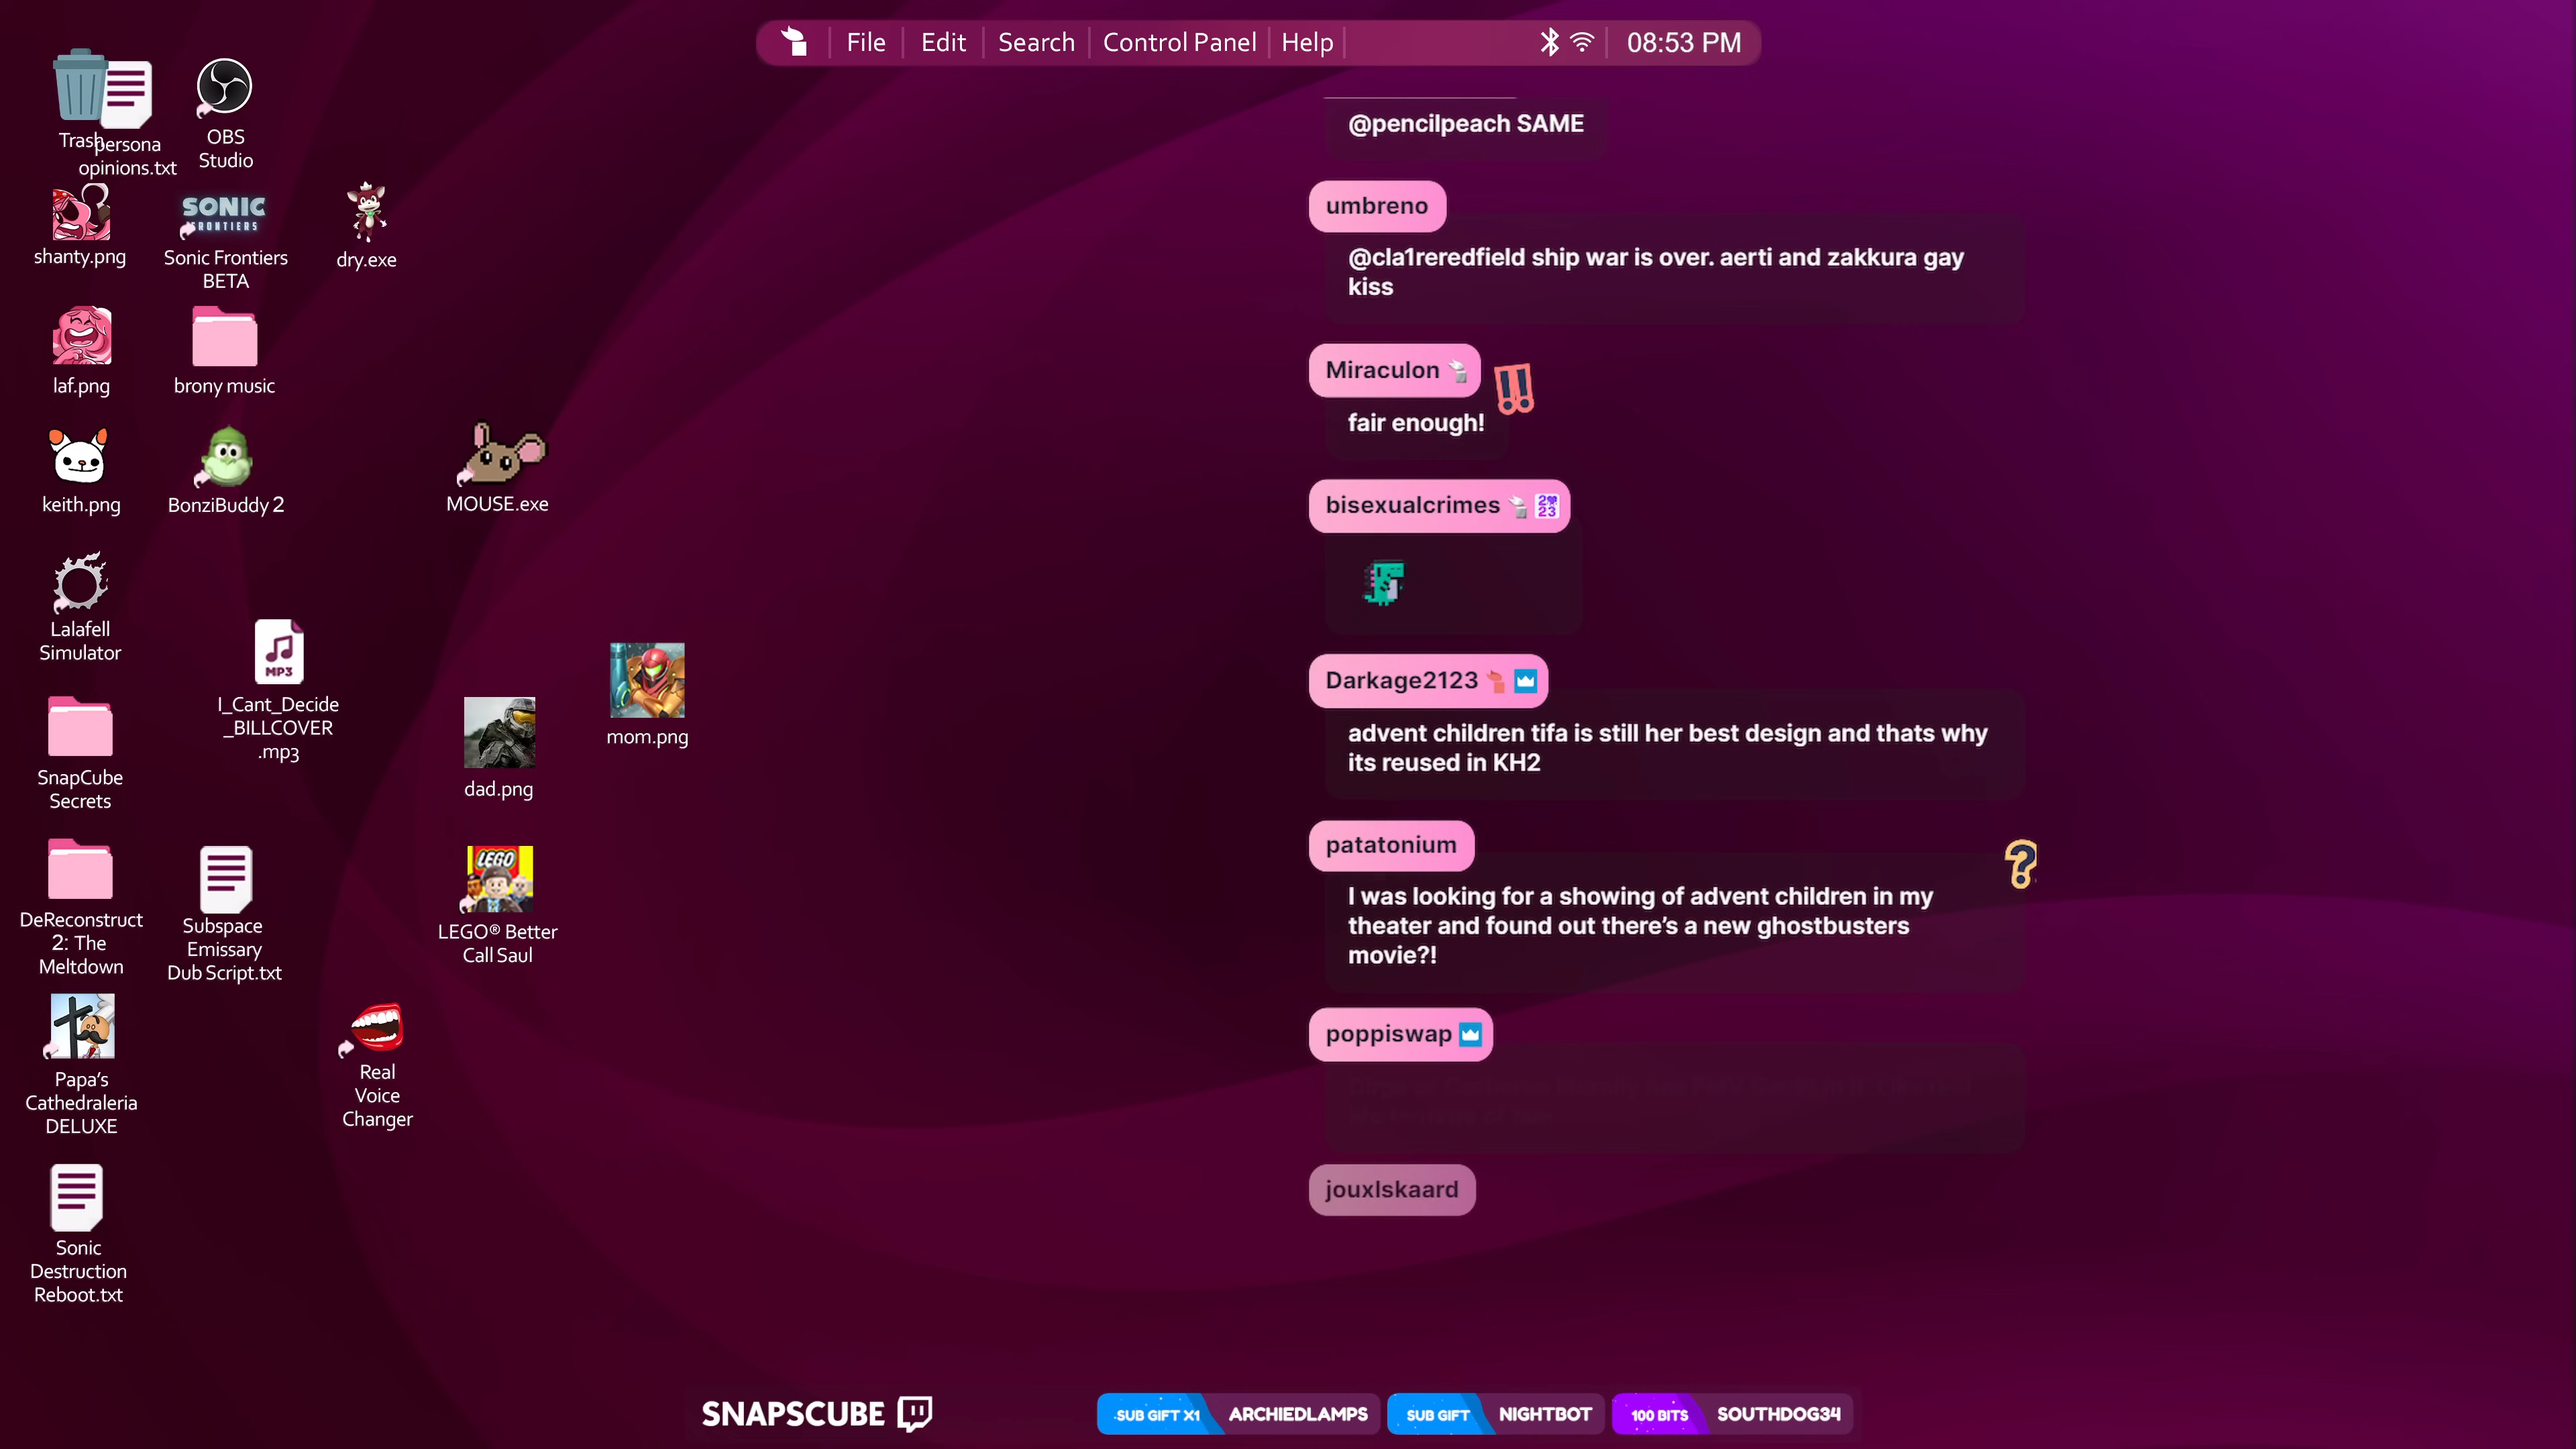 File
Edit
Search
Control Panel
Help
08:53 PM
Trash
persona
opinions.txt
OBS
Studio
shanty.png
SONIC
FRONTIERS
Sonic Frontiers
BETA
dry.exe
laf.png
brony music
keith.png
BonziBuddy 2
MOUSE.exe
Lalafell
Simulator
MP3
I_Cant_Decide
_BILLCOVER
.mp3
mom.png
dad.png
SnapCube
Secrets
DeReconstruct
2: The
Meltdown
Subspace
Emissary
Dub Script.txt
LEGO
LEGO® Better
Call Saul
Papa's
Cathedraleria
DELUXE
Real
Voice
Changer
Sonic
Destruction
Reboot.txt
@pencilpeach SAME
umbreno
@cla1reredfield ship war is over. aerti and zakkura gay
kiss
Miraculon
!!
fair enough!
bisexualcrimes
2023
Darkage2123
advent children tifa is still her best design and thats why
its reused in KH2
patatonium
?
I was looking for a showing of advent children in my
theater and found out there's a new ghostbusters
movie?!
poppiswap
jouxlskaard
SNAPSCUBE
SUB GIFT X1 ARCHIEDLAMPS
SUB GIFT NIGHTBOT
100 BITS SOUTHDOG34